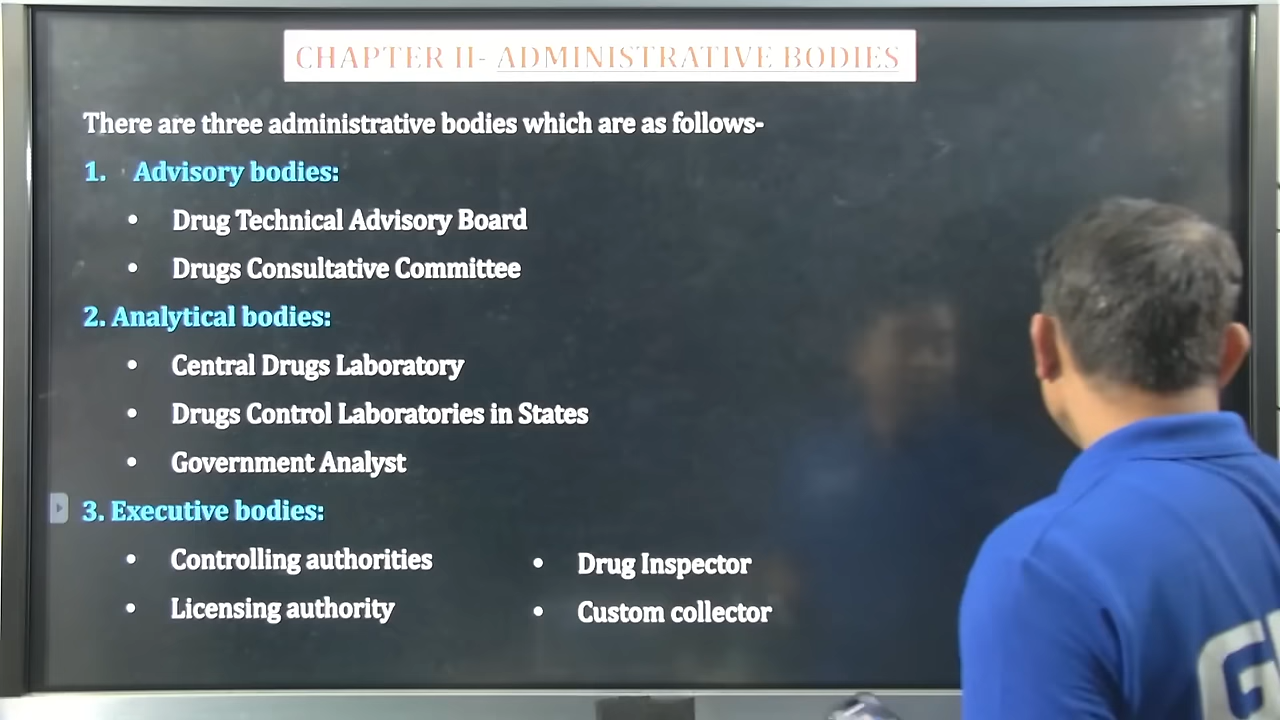 CHAPTER II- ADMINISTRATIVE BODIES
There are three administrative bodies which are as follows-
1. Advisory bodies:
• Drug Technical Advisory Board
• Drugs Consultative Committee
2. Analytical bodies:
• Central Drugs Laboratory
• Drugs Control Laboratories in States
• Government Analyst
3. Executive bodies:
• Controlling authorities
• Licensing authority
• Drug Inspector
• Custom collector